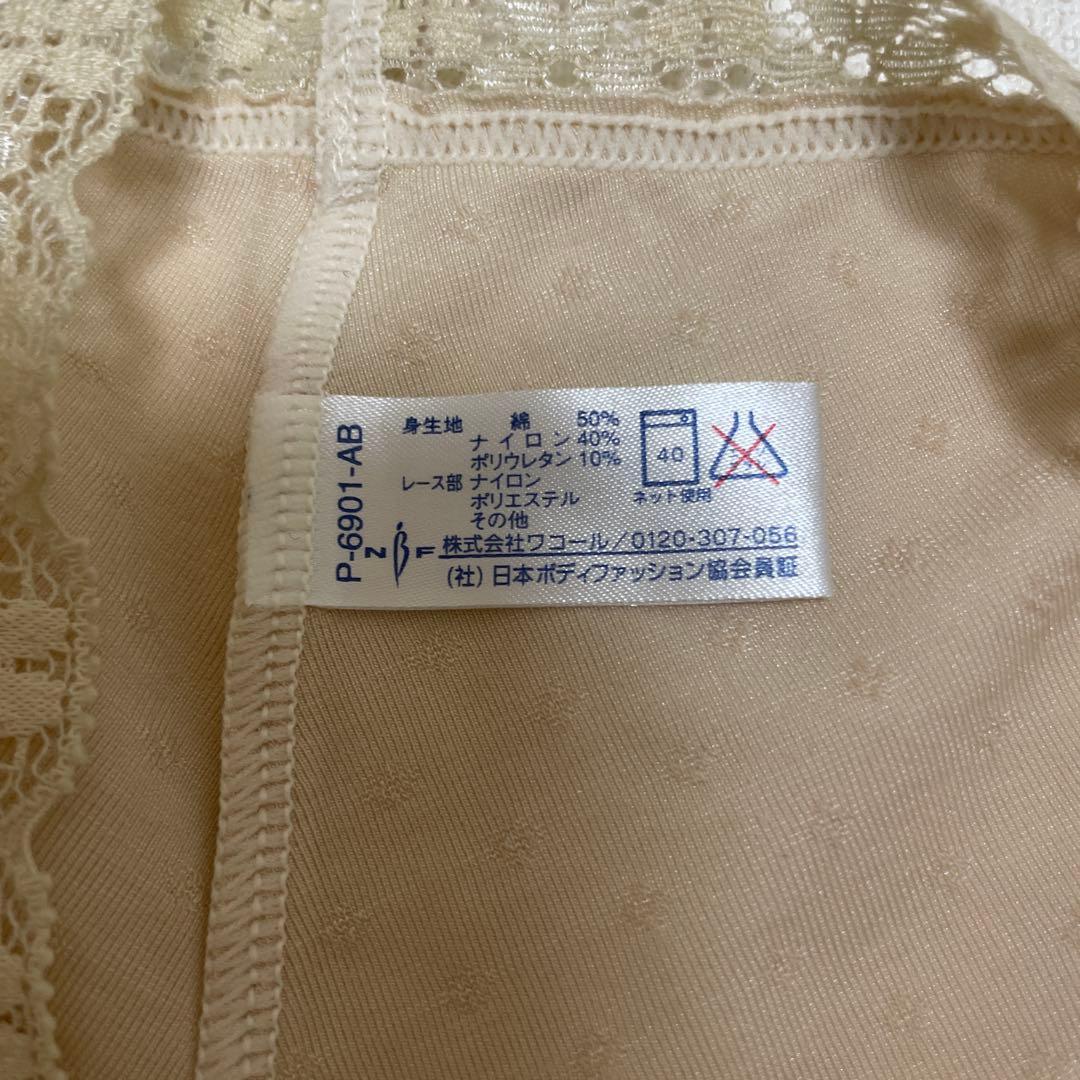 P-6901-AB
身生地 綿 50%
ナイロン 40%
ポリウレタン 10%
レース部 ナイロン
ポリエステル
その他
40
ネット使用
N B F 株式会社ワコール/0120-307-056
(社)日本ボディファッション協会員証